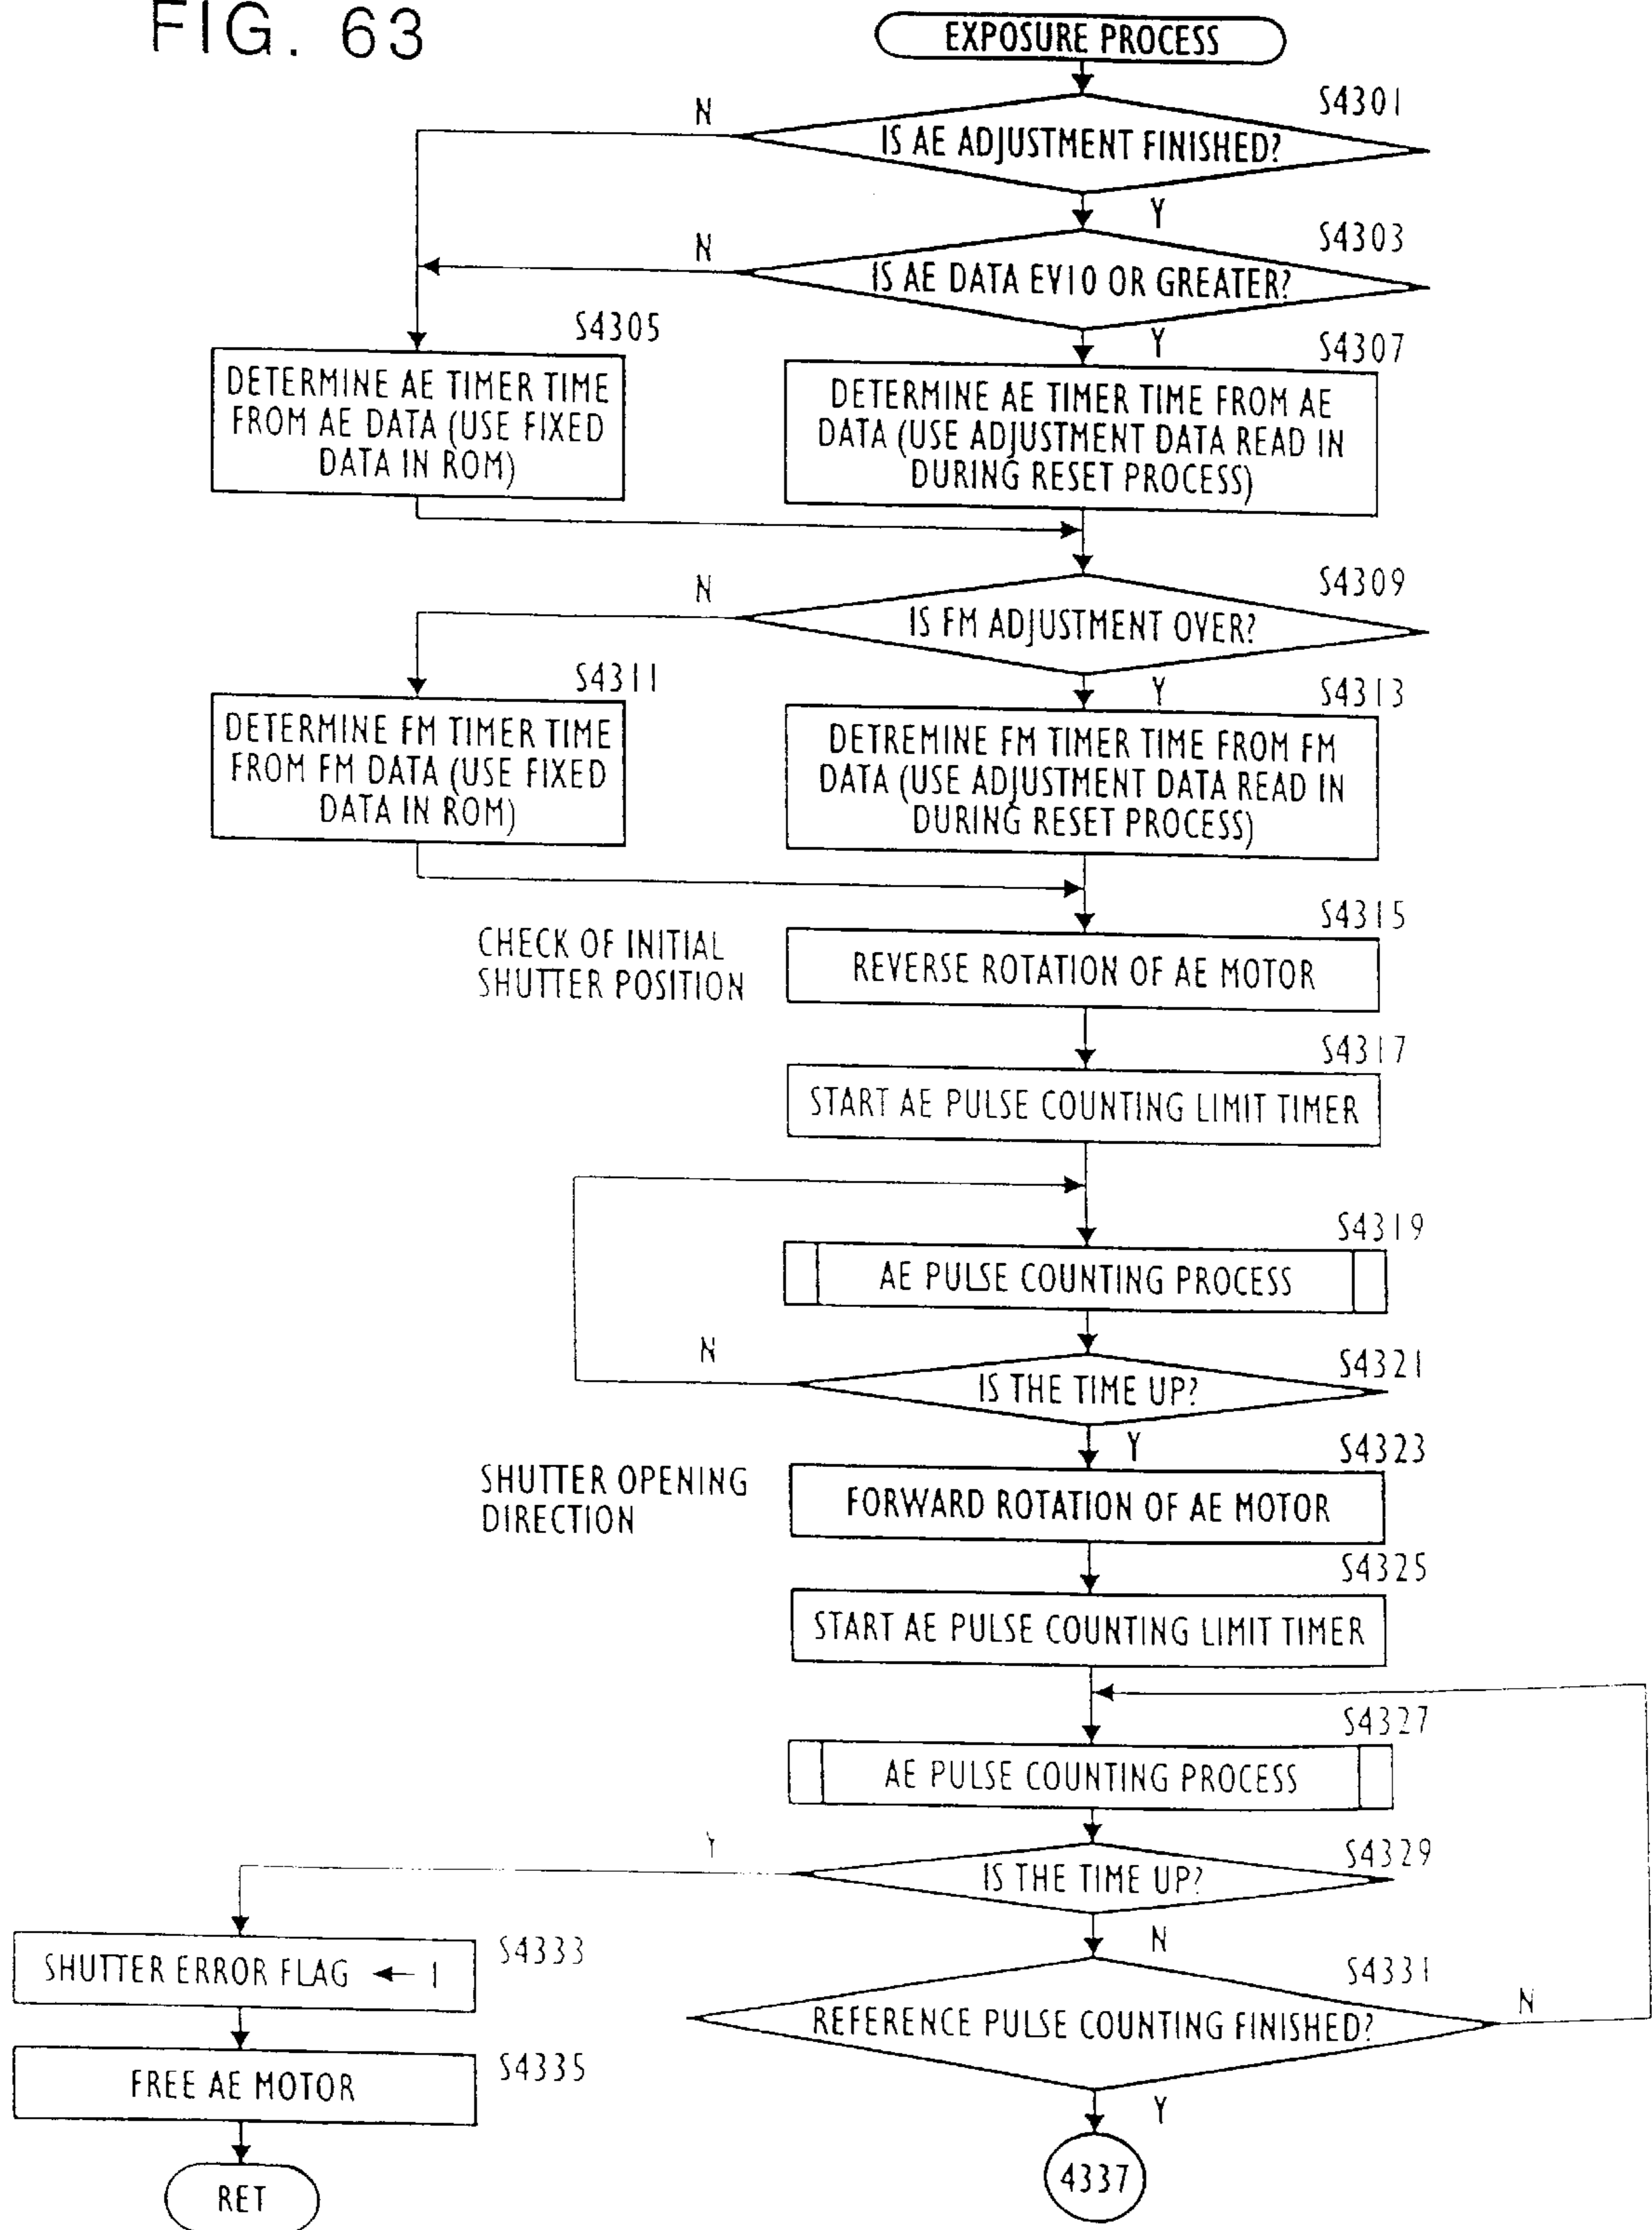 FIG. 63
EXPOSURE PROCESS
S4301
N
IS AE ADJUSTMENT FINISHED?
Y
S4303
N
IS AE DATA EV10 OR GREATER?
S4305
Y
S4307
DETERMINE AE TIMER TIME
FROM AE DATA (USE FIXED
DATA IN ROM)
DETERMINE AE TIMER TIME FROM AE
DATA (USE ADJUSTMENT DATA READ IN
DURING RESET PROCESS)
S4309
N
IS FM ADJUSTMENT OVER?
S4311
Y
S4313
DETERMINE FM TIMER TIME
FROM FM DATA (USE FIXED
DATA IN ROM)
DETREMINE FM TIMER TIME FROM FM
DATA (USE ADJUSTMENT DATA READ IN
DURING RESET PROCESS)
S4315
CHECK OF INITIAL
SHUTTER POSITION
REVERSE ROTATION OF AE MOTOR
S4317
START AE PULSE COUNTING LIMIT TIMER
S4319
AE PULSE COUNTING PROCESS
N
S4321
IS THE TIME UP?
Y
S4323
SHUTTER OPENING
DIRECTION
FORWARD ROTATION OF AE MOTOR
S4325
START AE PULSE COUNTING LIMIT TIMER
S4327
AE PULSE COUNTING PROCESS
Y
S4329
IS THE TIME UP?
N
S4333
SHUTTER ERROR FLAG ← 1
S4331
N
REFERENCE PULSE COUNTING FINISHED?
S4335
FREE AE MOTOR
Y
RET
4337